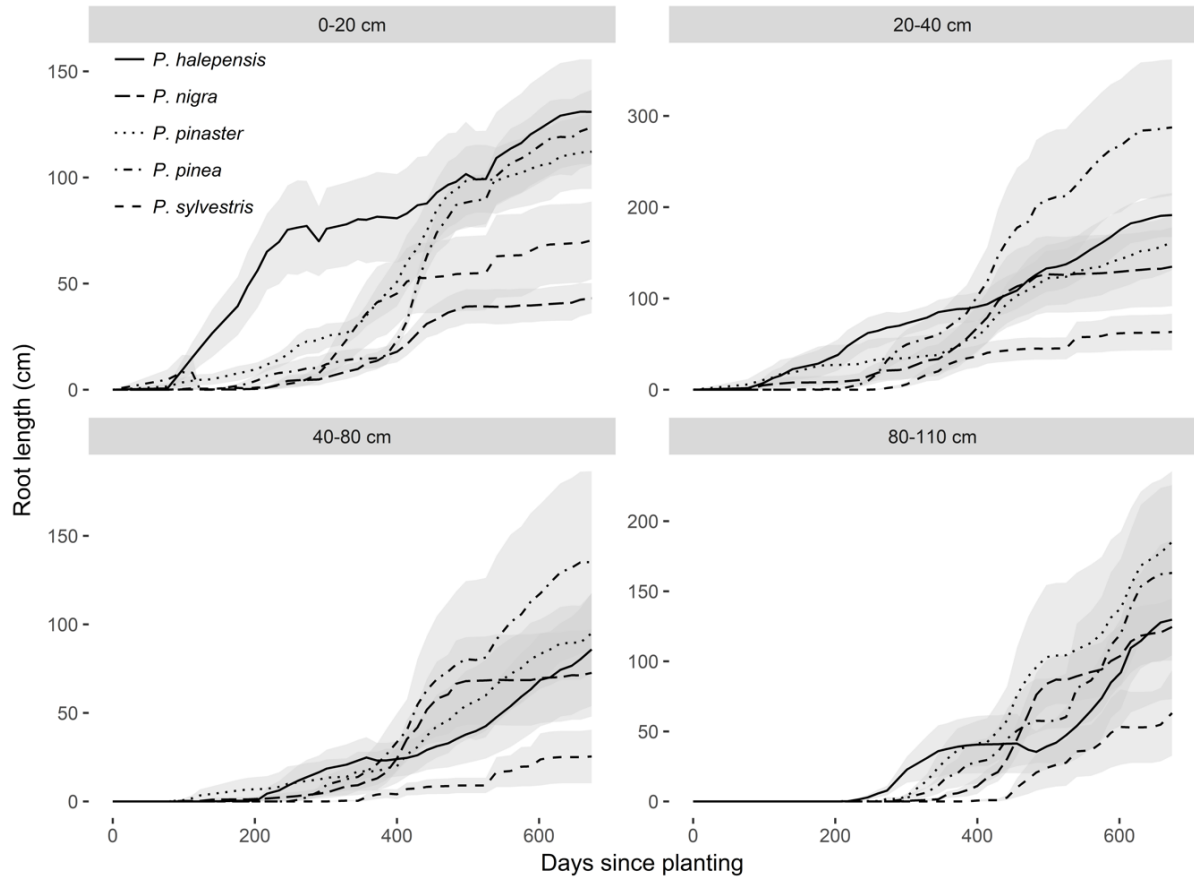 0-20 cm
20-40 cm
P. halepensis
P. nigra
P. pinaster
P. pinea
P. sylvestris
150
100
50
0
300
200
100
0
40-80 cm
80-110 cm
Root length (cm)
150
100
50
0
200
150
100
50
0
0
200
400
600
0
200
400
600
Days since planting